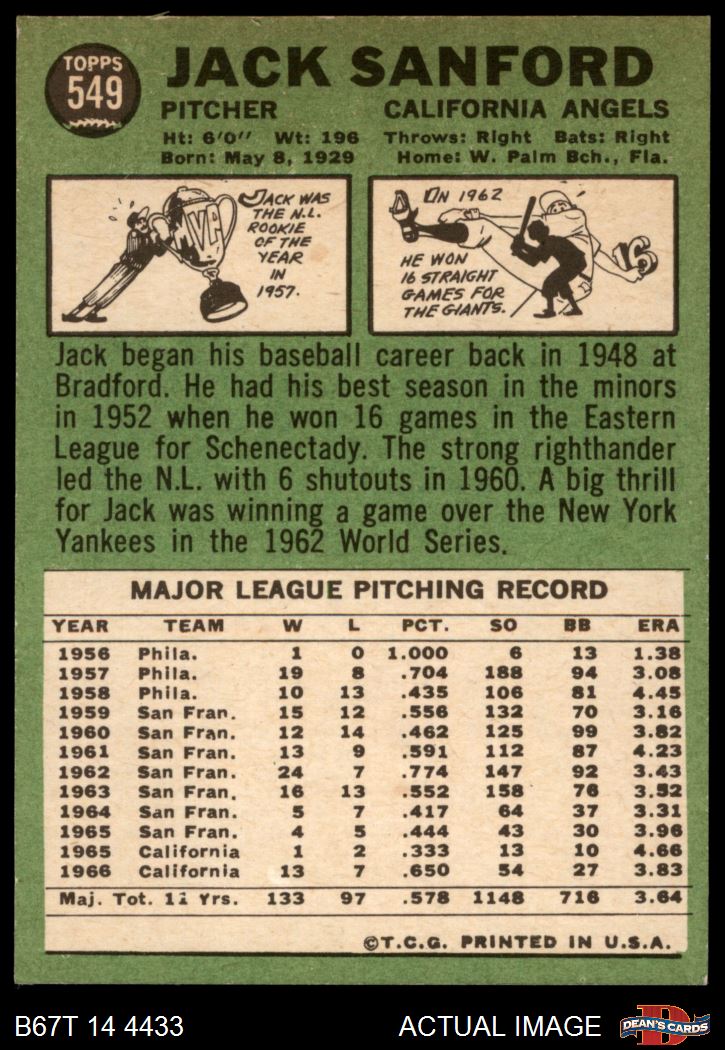 TOPPS
549
JACK SANFORD
PITCHER CALIFORNIA ANGELS
Ht: 6'0" Wt: 196 Throws: Right Bats: Right
Born: May 8, 1929 Home: W. Palm Bch., Fla.
MVP
JACK WAS
THE N.L.
ROOKIE
OF THE
YEAR
IN
1957.
IN 1962
HE WON
16 STRAIGHT
GAMES FOR
THE GIANTS.
16
Jack began his baseball career back in 1948 at
Bradford. He had his best season in the minors
in 1952 when he won 16 games in the Eastern
League for Schenectady. The strong righthander
led the N.L. with 6 shutouts in 1960. A big thrill
for Jack was winning a game over the New York
Yankees in the 1962 World Series.
MAJOR LEAGUE PITCHING RECORD
YEAR TEAM W L PCT. SO BB ERA
1956 Phila. 1 0 1.000 6 13 1.38
1957 Phila. 19 8 .704 188 94 3.08
1958 Phila. 10 13 .435 106 81 4.45
1959 San Fran. 15 12 .556 132 70 3.16
1960 San Fran. 12 14 .462 125 99 3.82
1961 San Fran. 13 9 .591 112 87 4.23
1962 San Fran. 24 7 .774 147 92 3.43
1963 San Fran. 16 13 .552 158 76 3.52
1964 San Fran. 5 7 .417 64 37 3.31
1965 San Fran. 4 5 .444 43 30 3.96
1965 California 1 2 .333 13 10 4.66
1966 California 13 7 .650 54 27 3.83
Maj. Tot. 11 Yrs. 133 97 .578 1148 716 3.64
©T.C.G. PRINTED IN U.S.A.
B67T 14 4433 ACTUAL IMAGE
D
DEAN'S CARDS